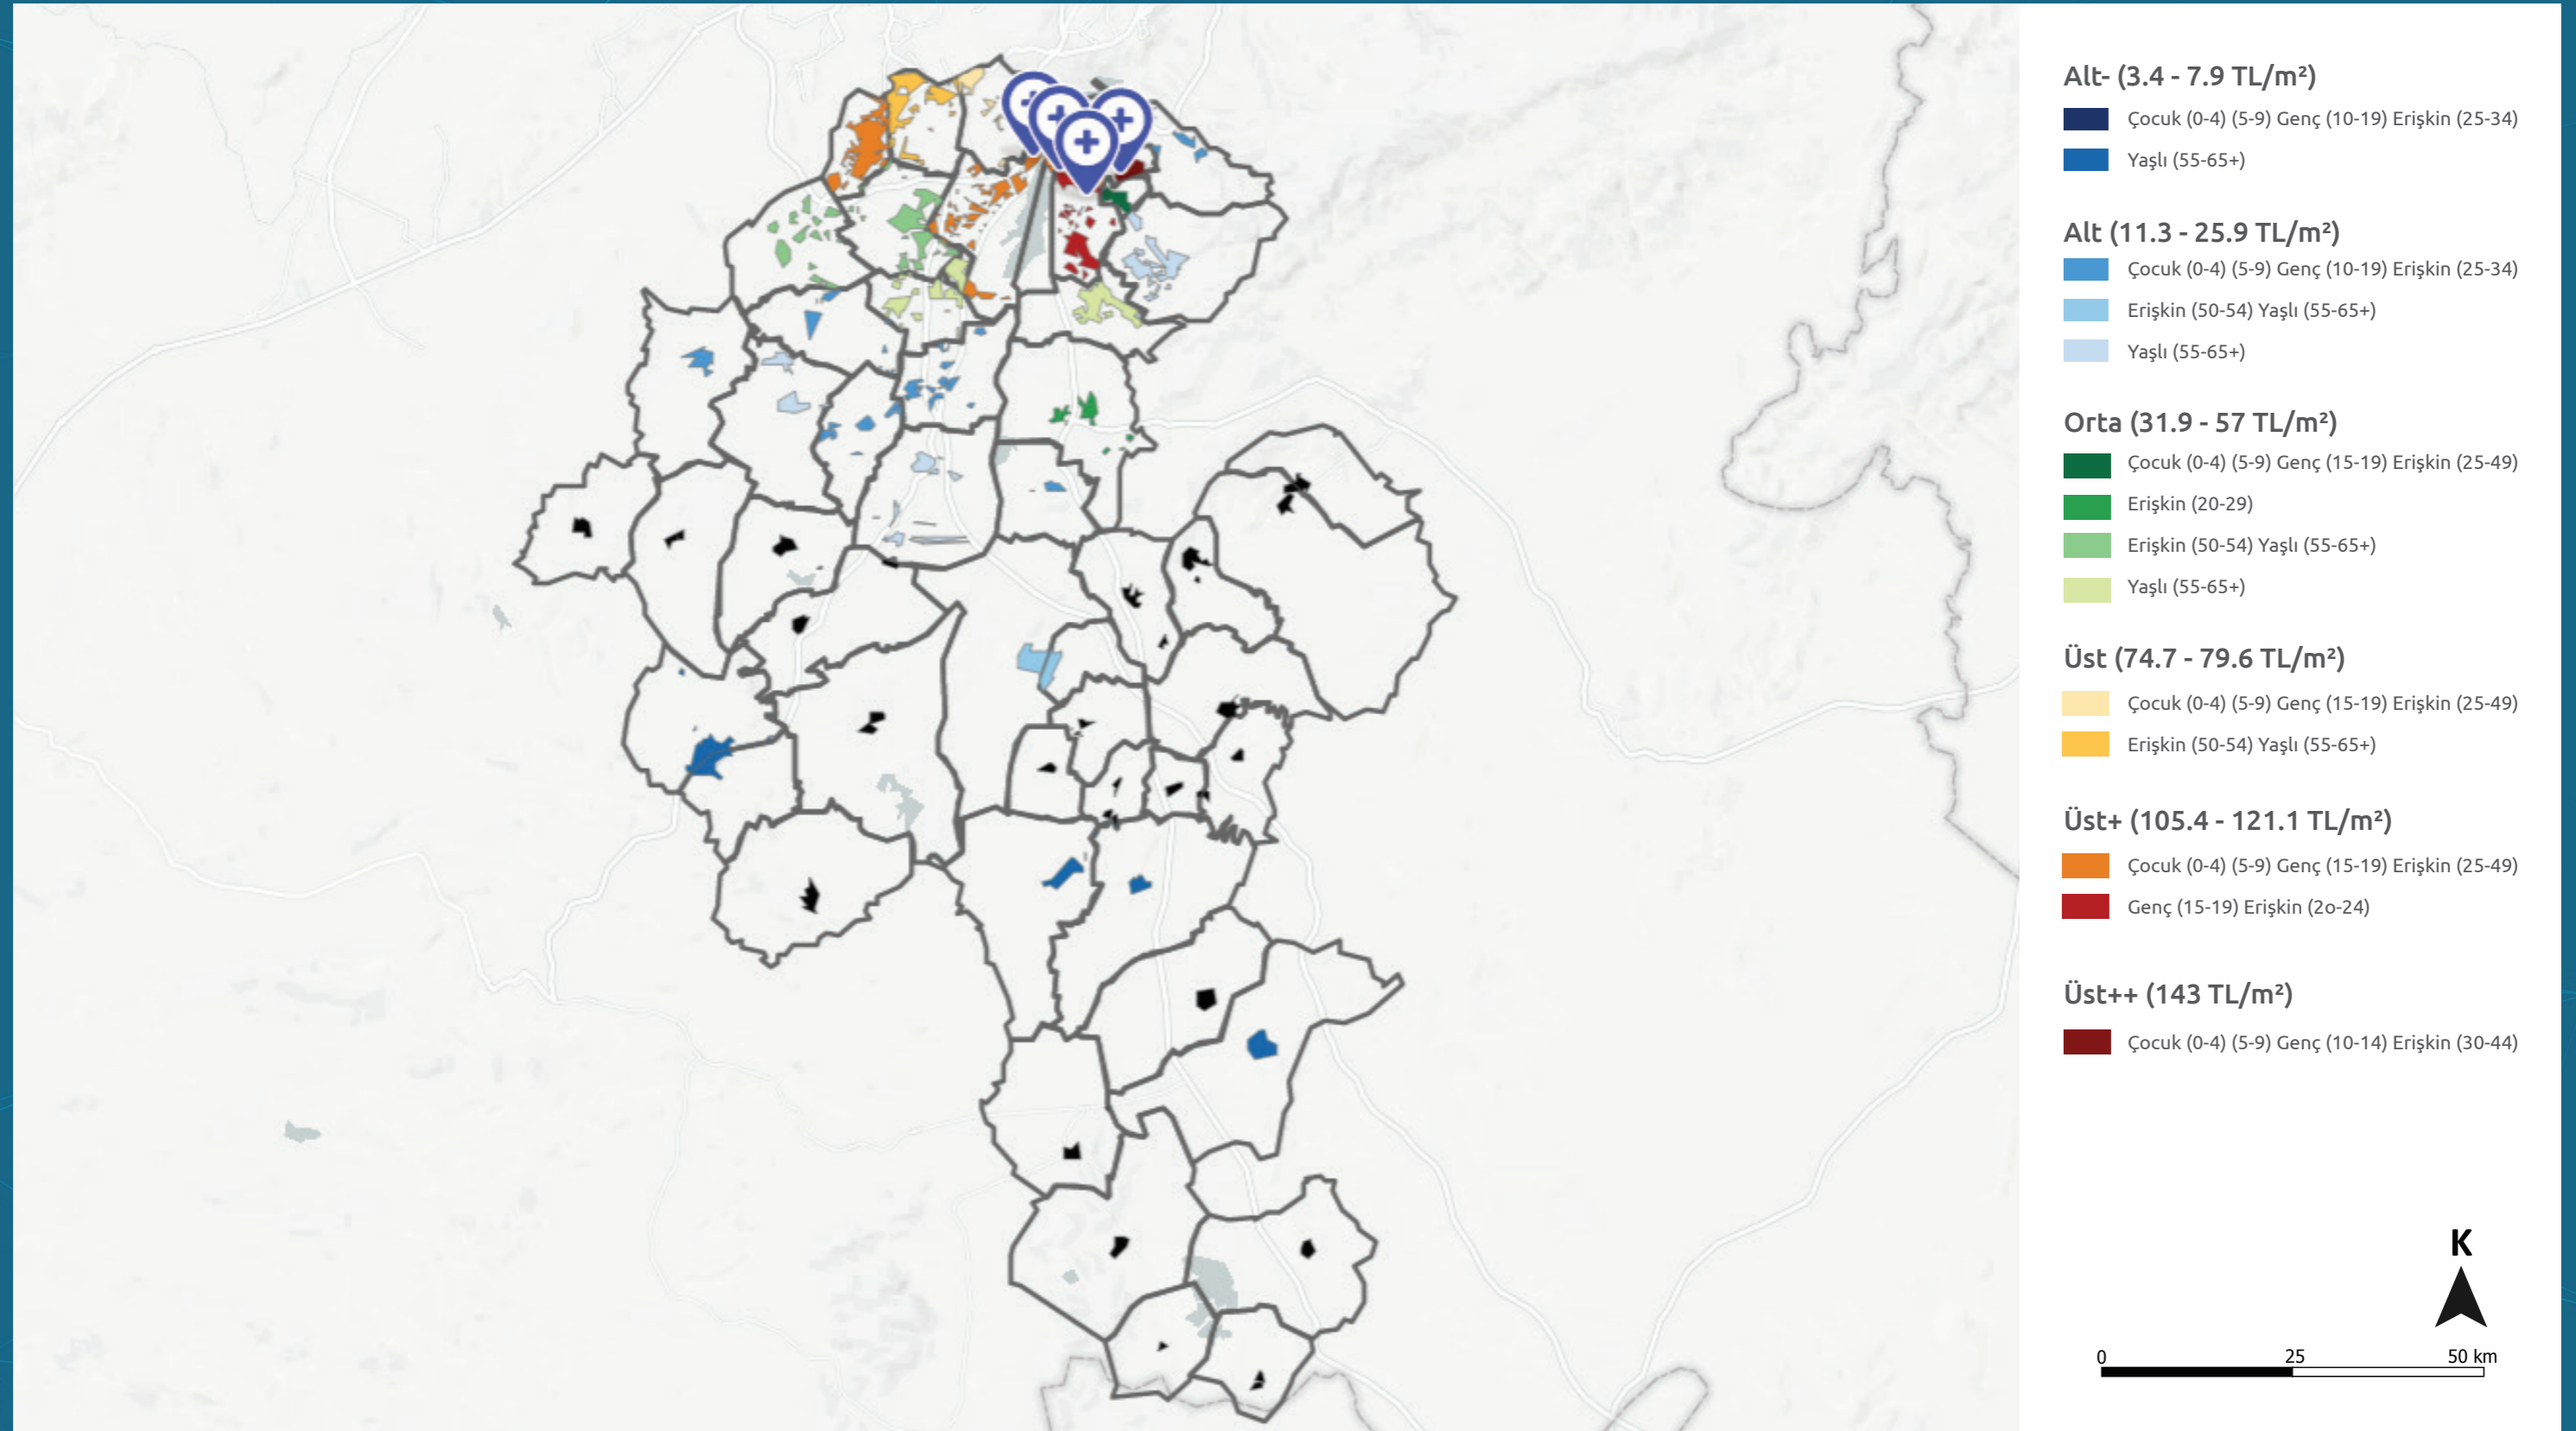 Alt- (3.4 - 7.9 TL/m²)
Çocuk (0-4) (5-9) Genç (10-19) Erişkin (25-34)
Yaşlı (55-65+)
Alt (11.3 - 25.9 TL/m²)
Çocuk (0-4) (5-9) Genç (10-19) Erişkin (25-34)
Erişkin (50-54) Yaşlı (55-65+)
Yaşlı (55-65+)
Orta (31.9 - 57 TL/m²)
Çocuk (0-4) (5-9) Genç (15-19) Erişkin (25-49)
Erişkin (20-29)
Erişkin (50-54) Yaşlı (55-65+)
Yaşlı (55-65+)
Üst (74.7 - 79.6 TL/m²)
Çocuk (0-4) (5-9) Genç (15-19) Erişkin (25-49)
Erişkin (50-54) Yaşlı (55-65+)
Üst+ (105.4 - 121.1 TL/m²)
Çocuk (0-4) (5-9) Genç (15-19) Erişkin (25-49)
Genç (15-19) Erişkin (2o-24)
Üst++ (143 TL/m²)
Çocuk (0-4) (5-9) Genç (10-14) Erişkin (30-44)
K
0 25 50 km